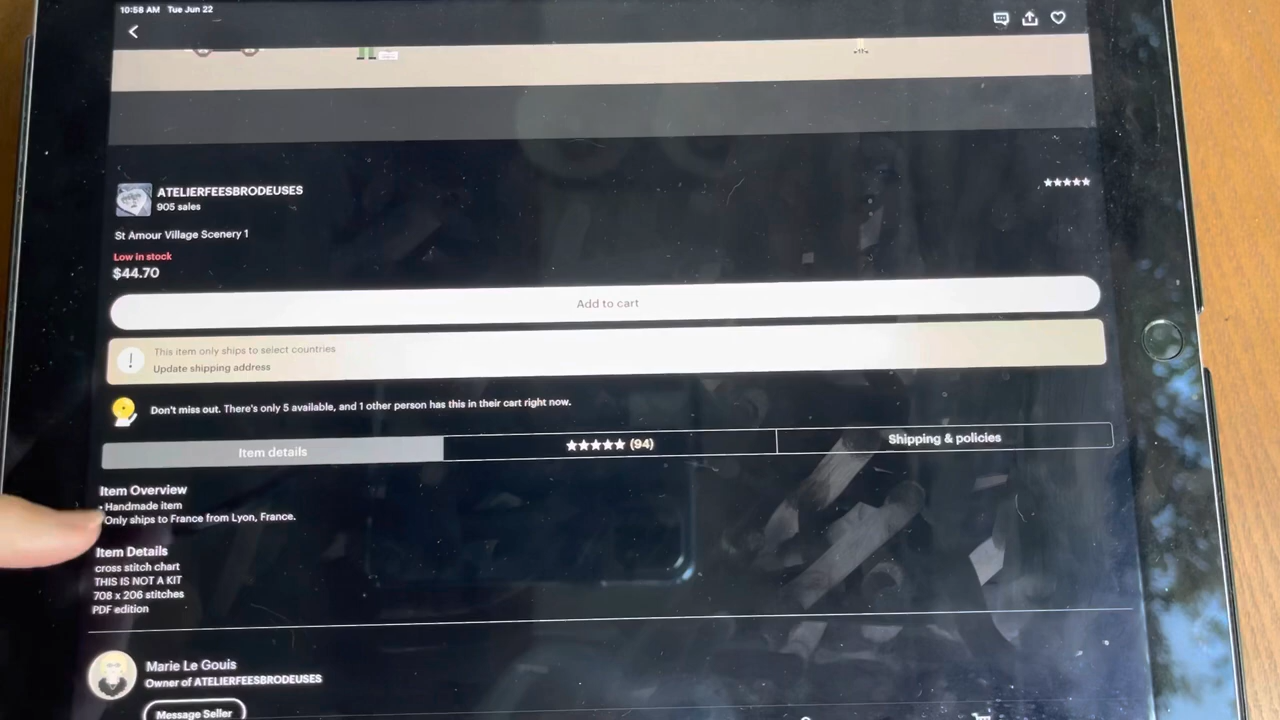 10:58 AM Tue Jun 22
ATELIERFEESBRODEUSES
905 sales
St Amour Village Scenery 1
Low in stock
$44.70
Add to cart
This item only ships to select countries
Update shipping address
Don't miss out. There's only 5 available, and 1 other person has this in their cart right now.
Item details
(94)
Shipping & policies
Item Overview
• Handmade item
Only ships to France from Lyon, France.
Item Details
cross stitch chart
THIS IS NOT A KIT
708 x 206 stitches
PDF edition
Marie Le Gouis
Owner of ATELIERFEESBRODEUSES
Message Seller